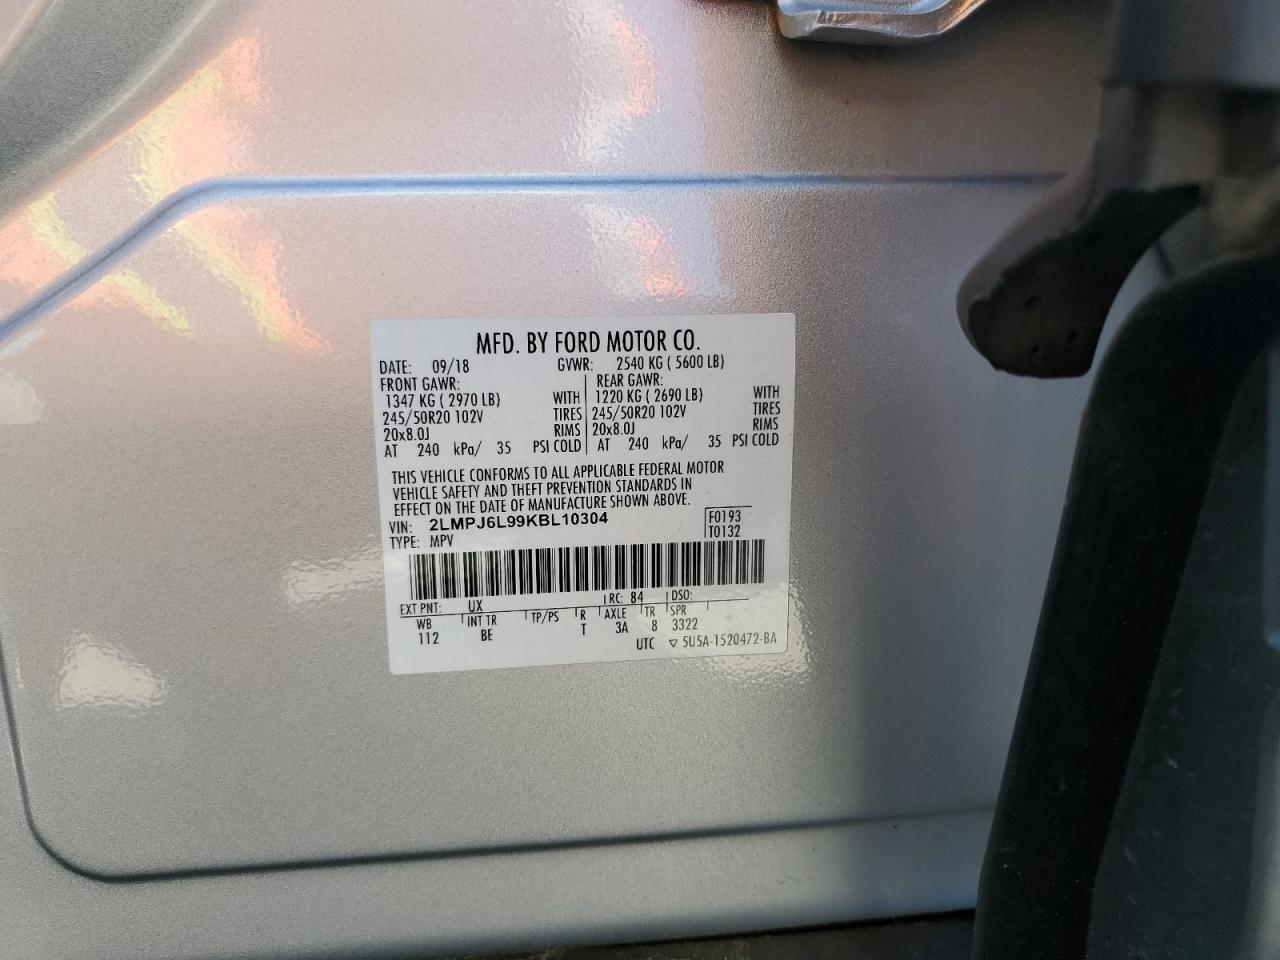 MFD. BY FORD MOTOR CO.
DATE: 09/18 GVWR: 2540 KG ( 5600 LB)
FRONT GAWR: REAR GAWR:
1347 KG ( 2970 LB) WITH 1220 KG ( 2690 LB) WITH
245/50R20 102V TIRES 245/50R20 102V TIRES
20x8.0J RIMS 20x8.0J RIMS
AT 240 kPa/ 35 PSI COLD AT 240 kPa/ 35 PSI COLD
THIS VEHICLE CONFORMS TO ALL APPLICABLE FEDERAL MOTOR
VEHICLE SAFETY AND THEFT PREVENTION STANDARDS IN
EFFECT ON THE DATE OF MANUFACTURE SHOWN ABOVE.
VIN: 2LMPJ6L99KBL10304 F0193
TYPE: MPV T0132
EXT PNT: UX RC: 84 DSO:
WB INT TR TP/PS R AXLE TR SPR
112 BE T 3A 8 3322
UTC ▽ 5U5A-1520472-BA